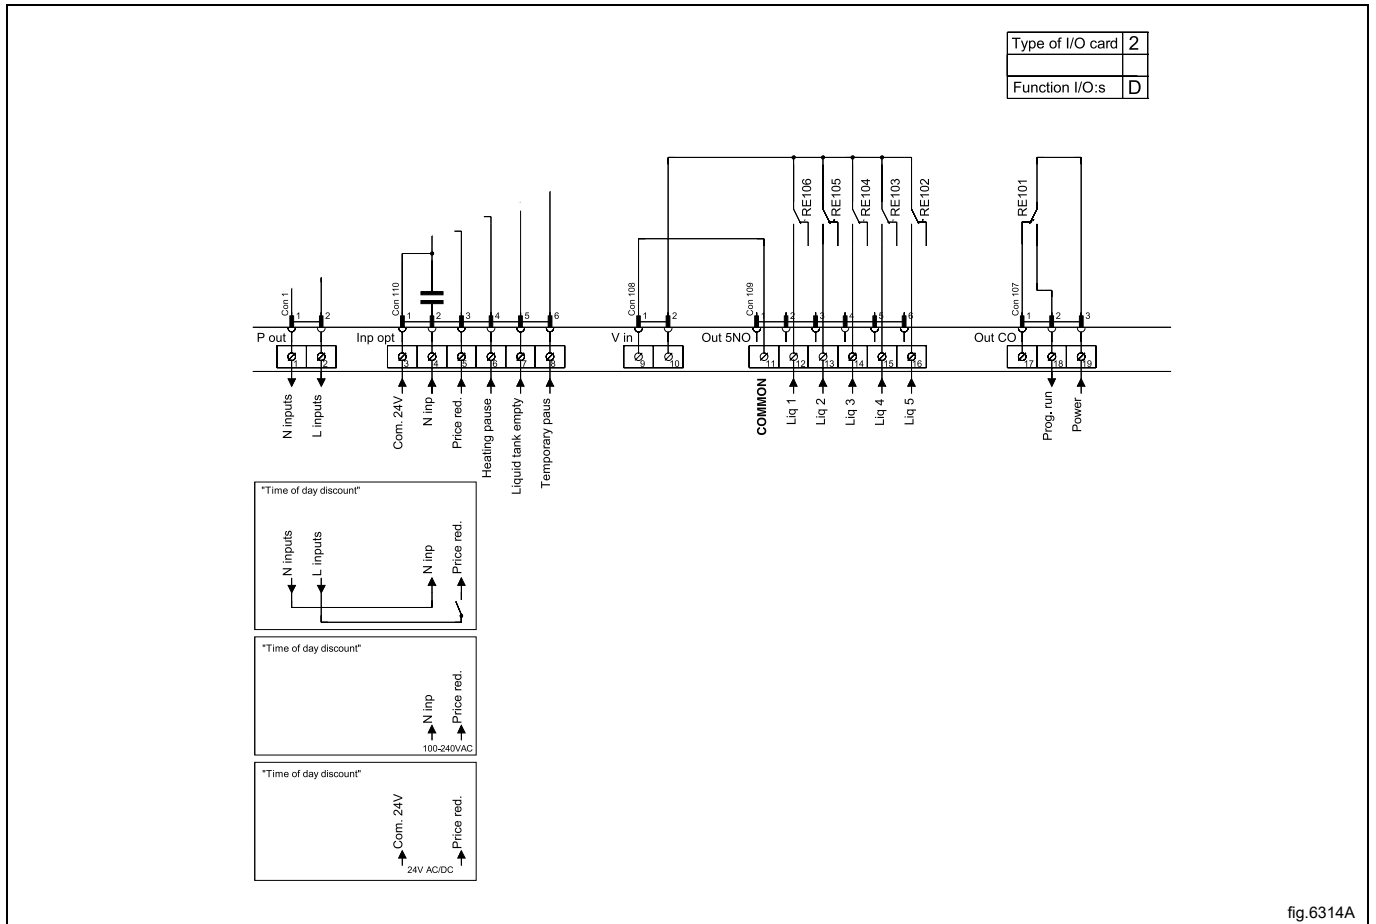 Type of I/O card 2
Function I/O:s D
RE106
RE105
RE104
RE103
RE102
RE101
Con 1
Con 110
Con 108
Con 109
Con 107
1 2
1 2 3 4 5 6
1 2
1 2 3 4 5 6
1 2 3
P out
Inp opt
V in
Out 5NO
Out CO
1 2
3 4 5 6 7 8
9 10
11 12 13 14 15 16
17 18 19
N inputs
L inputs
Com. 24V
N inp
Price red.
Heating pause
Liquid tank empty
Temporary paus
COMMON
Liq 1
Liq 2
Liq 3
Liq 4
Liq 5
Prog. run
Power
"Time of day discount"
N inputs
L inputs
N inp
Price red.
"Time of day discount"
N inp
Price red.
100-240VAC
"Time of day discount"
Com. 24V
Price red.
24V AC/DC
fig.6314A